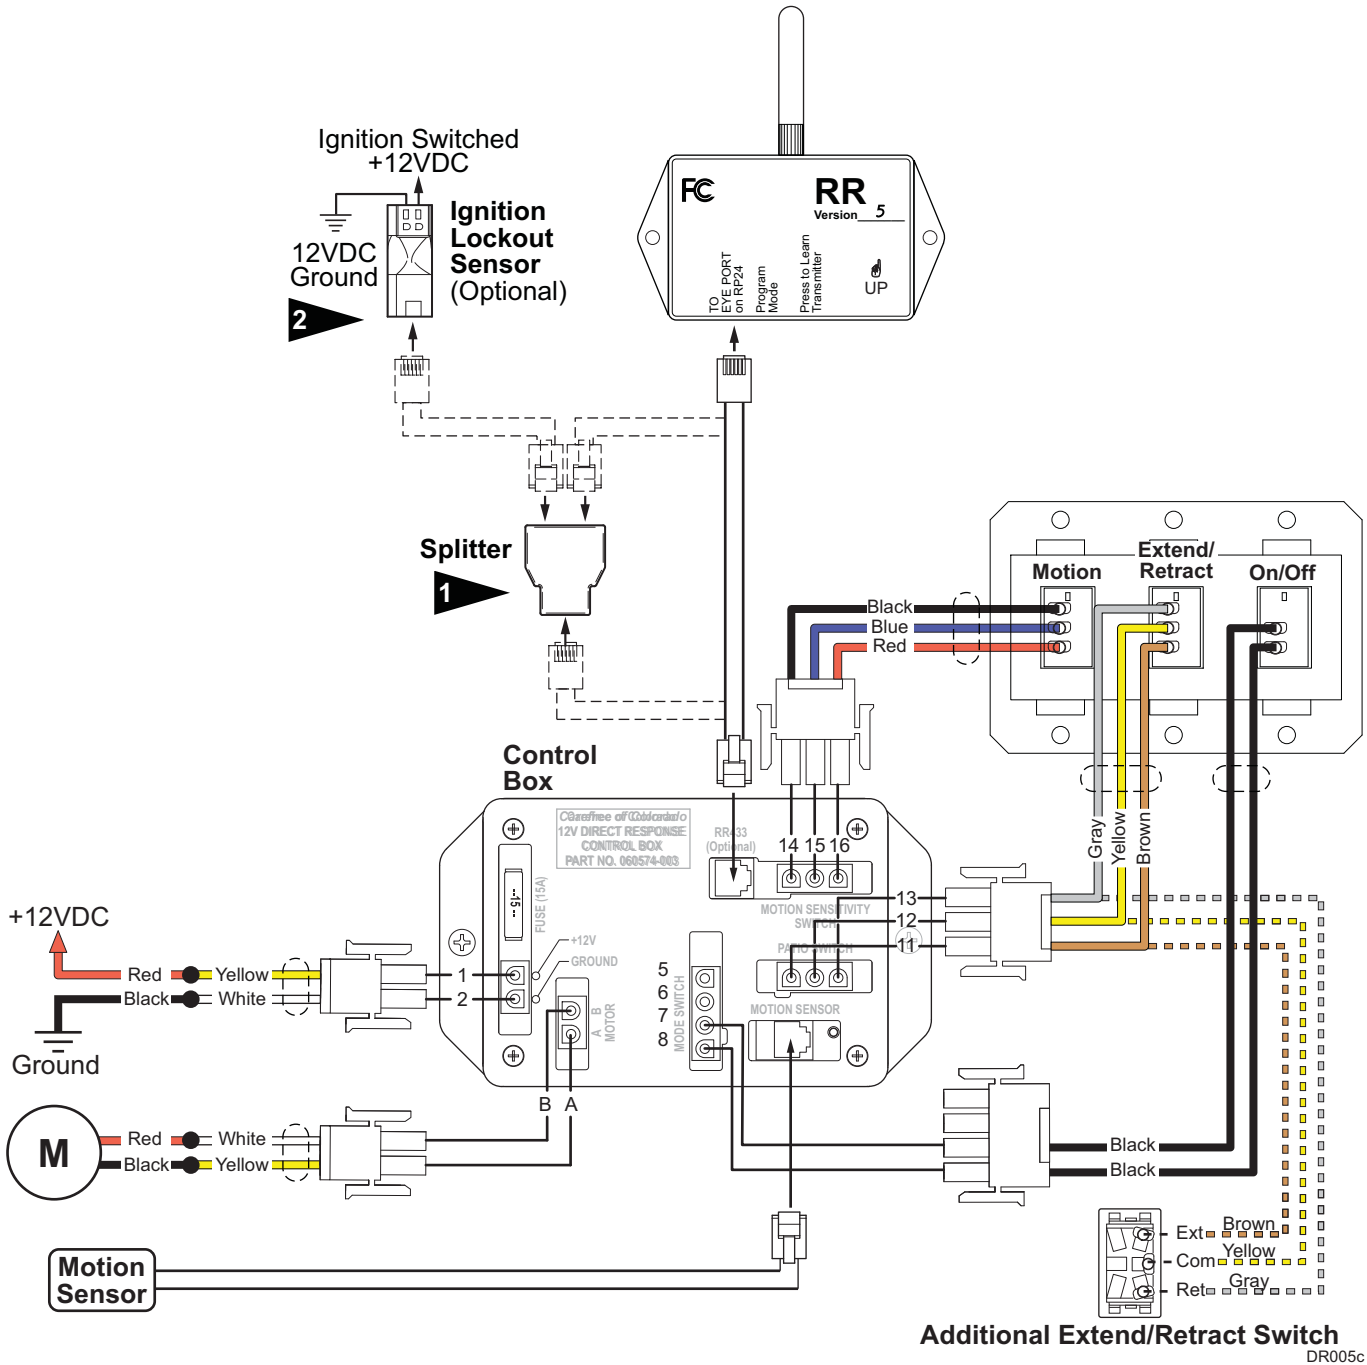 Ignition Switched
+12VDC
12VDC
Ground
Ignition
Lockout
Sensor
(Optional)
2
FC
RR
Version 5
TO
EYE PORT
on RP24
Program
Mode
Press to Learn
Transmitter
UP
Splitter
1
Motion
Extend/
Retract
On/Off
Black
Blue
Red
Control
Box
Carefree of Colorado
12V DIRECT RESPONSE
CONTROL BOX
PART NO. 060574-003
RR433
(Optional)
14 15 16
MOTION SENSITIVITY
SWITCH
13
12
11
PATIO SWITCH
Gray
Yellow
Brown
FUSE (15A)
--15--
+12V
GROUND
+12VDC
Red
Yellow
1
Black
White
2
Ground
A B
MOTOR
5
6
7
8
MODE SWITCH
MOTION SENSOR
B A
M
Red
White
Black
Yellow
Black
Black
Motion
Sensor
Ext
Brown
Com
Yellow
Ret
Gray
Additional Extend/Retract Switch
DR005c